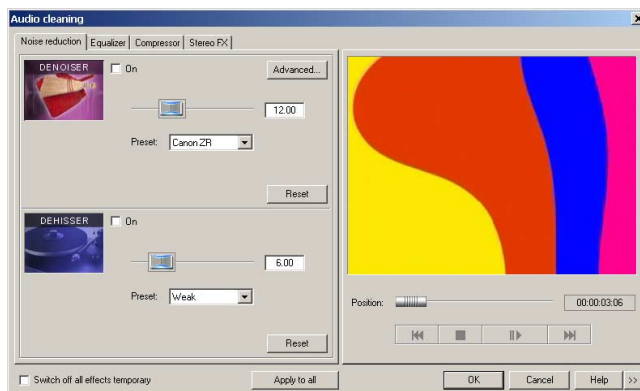 Audio cleaning
Noise reduction Equalizer Compressor Stereo FX
DENOISER
On
Advanced...
12.00
Preset: Canon ZR
Reset
DEHISSER
On
6.00
Preset: Weak
Reset
Position: 00:00:03:06
Switch off all effects temporary
Apply to all
OK Cancel Help >>